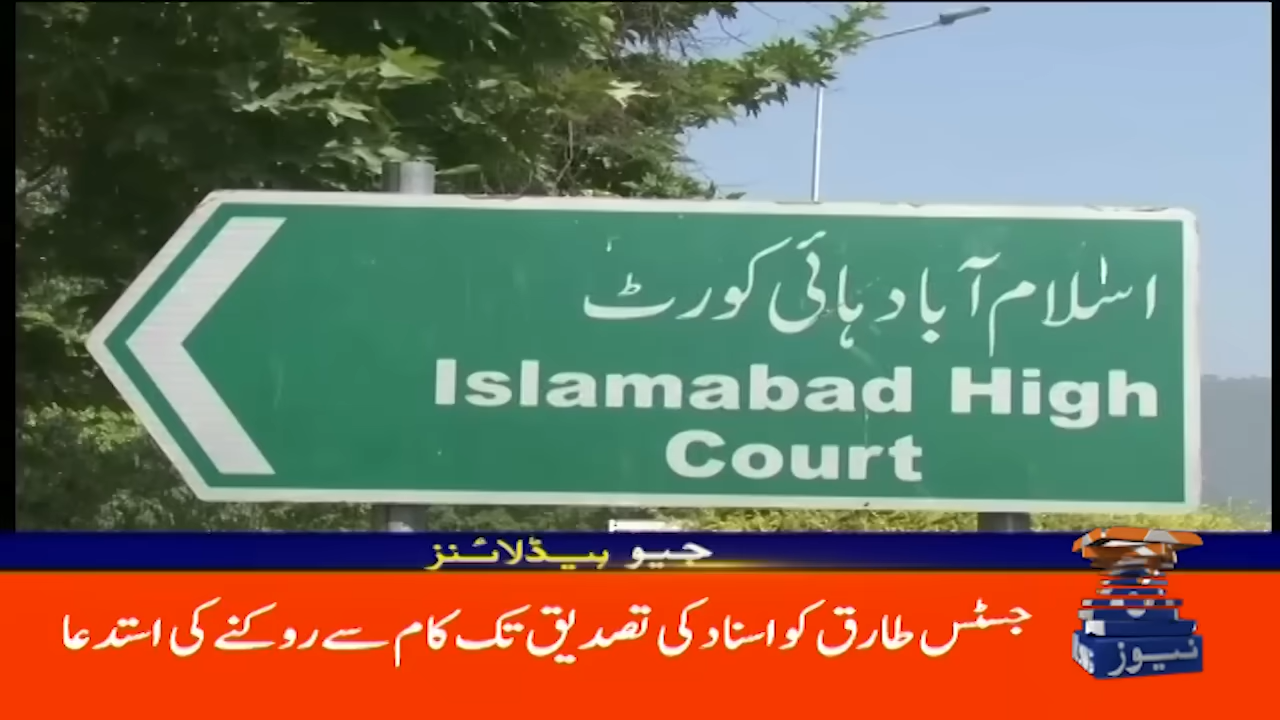 اسلام آباد ہائی کورٹ
Islamabad High
Court
جیو ہیڈلائنز
جسٹس طارق کو اسناد کی تصدیق تک کام سے روکنے کی استدعا
نیوز